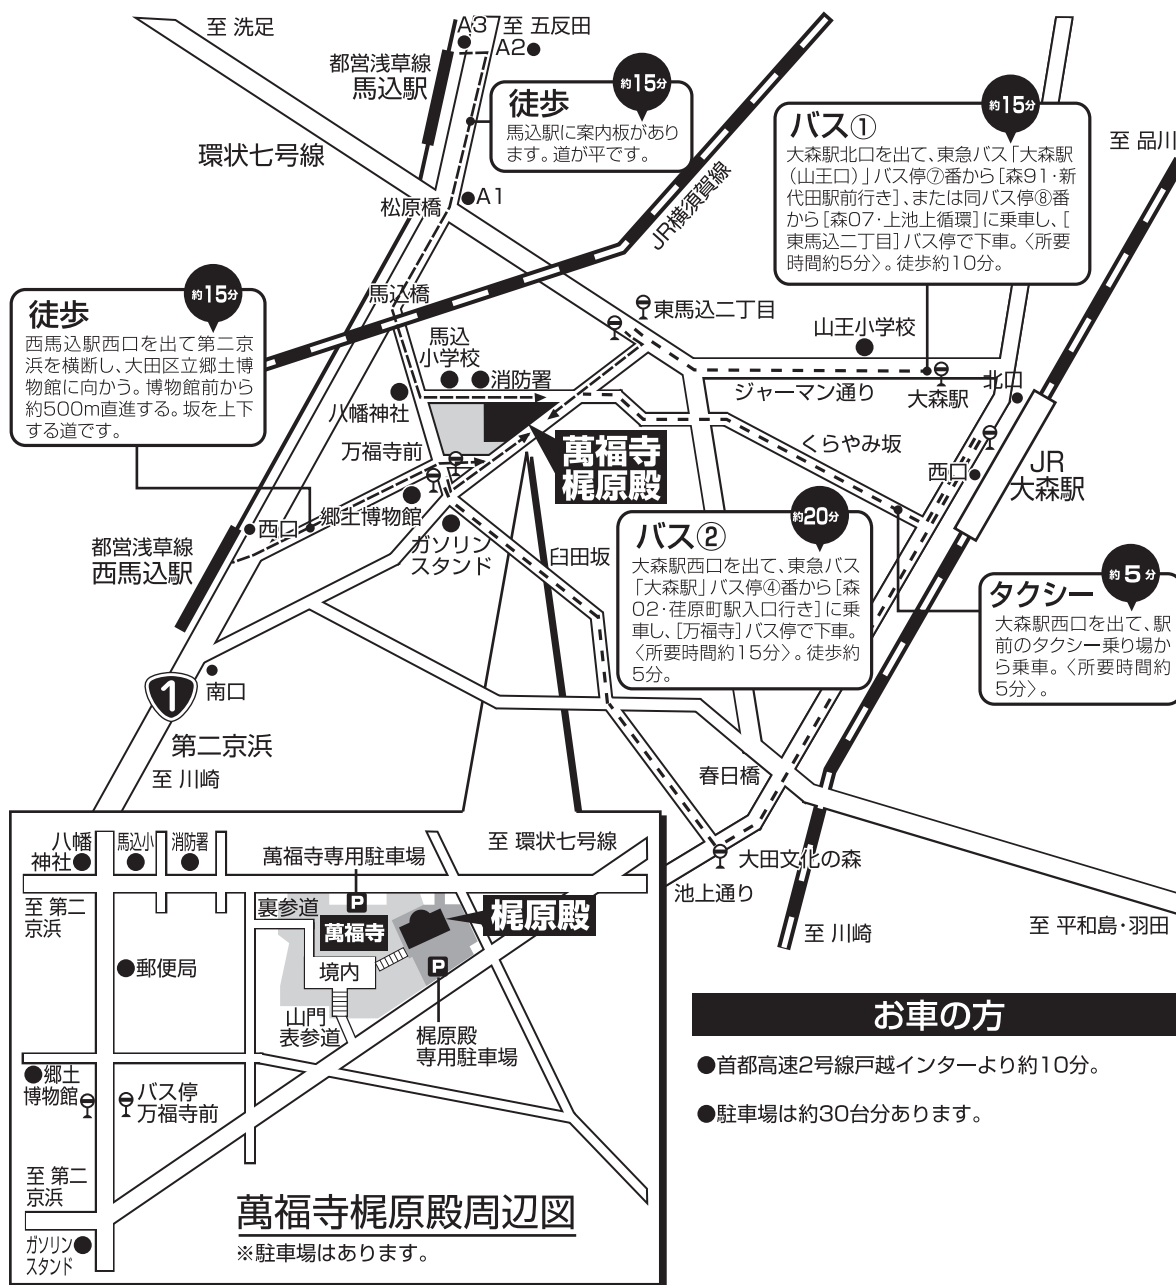 至 洗足
A3
至 五反田
A2
都営浅草線
馬込駅
約15分
徒歩
馬込駅に案内板があり
ます。道が平です。
環状七号線
松原橋
A1
JR横須賀線
約15分
バス①
大森駅北口を出て、東急バス「大森駅
(山王口)」バス停⑦番から[森91・新
代田駅前行き]、または同バス停⑧番
から[森07・上池上循環]に乗車し、[
東馬込二丁目]バス停で下車。〈所要
時間約5分〉。徒歩約10分。
至 品川
約15分
徒歩
西馬込駅西口を出て第二京
浜を横断し、大田区立郷土博
物館に向かう。博物館前から
約500m直進する。坂を上下
する道です。
馬込橋
馬込
小学校
消防署
八幡神社
万福寺前
東馬込二丁目
山王小学校
ジャーマン通り
大森駅
北口
くらやみ坂
西口
JR
大森駅
萬福寺
梶原殿
西口
郷土博物館
ガソリン
スタンド
臼田坂
都営浅草線
西馬込駅
約20分
バス②
大森駅西口を出て、東急バス
「大森駅」バス停④番から[森
02・荏原町駅入口行き]に乗
車し、[万福寺]バス停で下車。
〈所要時間約15分〉。徒歩約
5分。
約5分
タクシー
大森駅西口を出て、駅
前のタクシー乗り場か
ら乗車。〈所要時間約
5分〉。
1
南口
第二京浜
至 川崎
春日橋
大田文化の森
池上通り
至 川崎
至 平和島・羽田
八幡
神社
馬込小
消防署
萬福寺専用駐車場
至 環状七号線
至 第二
京浜
裏参道
P
萬福寺
梶原殿
郵便局
境内
P
山門
表参道
梶原殿
専用駐車場
郷土
博物館
バス停
万福寺前
至 第二
京浜
ガソリン
スタンド
萬福寺梶原殿周辺図
※駐車場はあります。
お車の方
●首都高速2号線戸越インターより約10分。
●駐車場は約30台分あります。